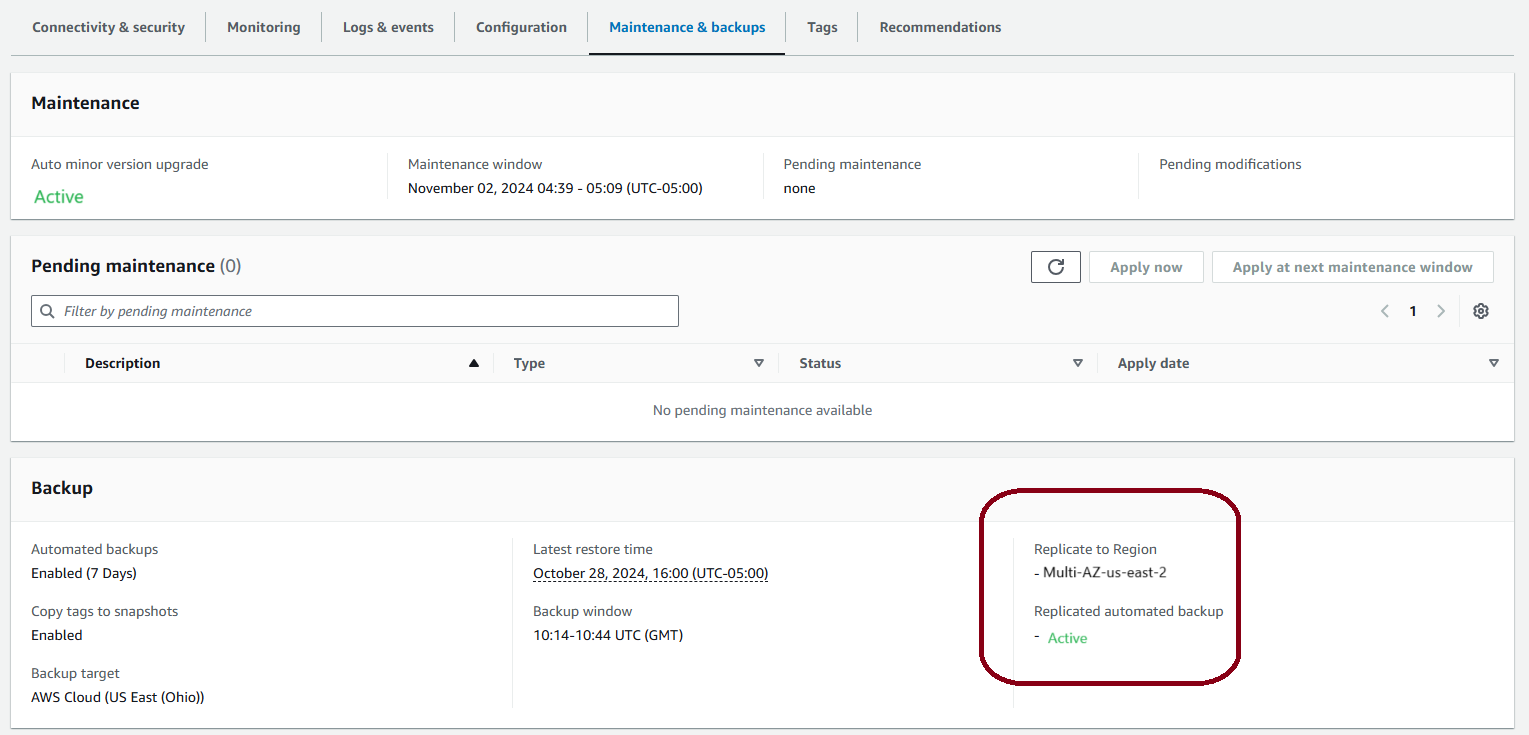 Connectivity & security Monitoring Logs & events Configuration Maintenance & backups Tags Recommendations
Maintenance
Auto minor version upgrade
Active
Maintenance window
November 02, 2024 04:39 - 05:09 (UTC-05:00)
Pending maintenance
none
Pending modifications
Pending maintenance (0)
Apply now
Apply at next maintenance window
Filter by pending maintenance
1
Description Type Status Apply date
No pending maintenance available
Backup
Automated backups
Enabled (7 Days)
Copy tags to snapshots
Enabled
Backup target
AWS Cloud (US East (Ohio))
Latest restore time
October 28, 2024, 16:00 (UTC-05:00)
Backup window
10:14-10:44 UTC (GMT)
Replicate to Region
- Multi-AZ-us-east-2
Replicated automated backup
- Active